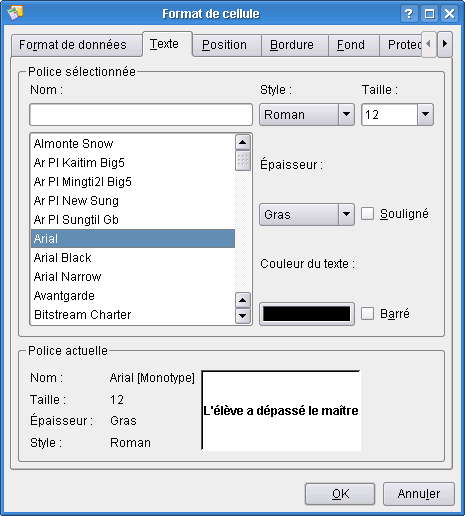 Format de cellule
Format de données Texte Position Bordure Fond
Police sélectionnée
Nom : Style : Taille :
Roman 12
Almonte Snow
Ar Pl Kaitim Big5
Ar Pl Mingti2l Big5
Ar Pl New Sung
Ar Pl Sungtil Gb
Arial
Arial Black
Arial Narrow
Avantgarde
Bitstream Charter
Épaisseur :
Gras Souligné
Couleur du texte :
Barré
Police actuelle
Nom : Arial [Monotype]
Taille : 12
Épaisseur : Gras
Style : Roman
L'élève a dépassé le maître
OK Annuler